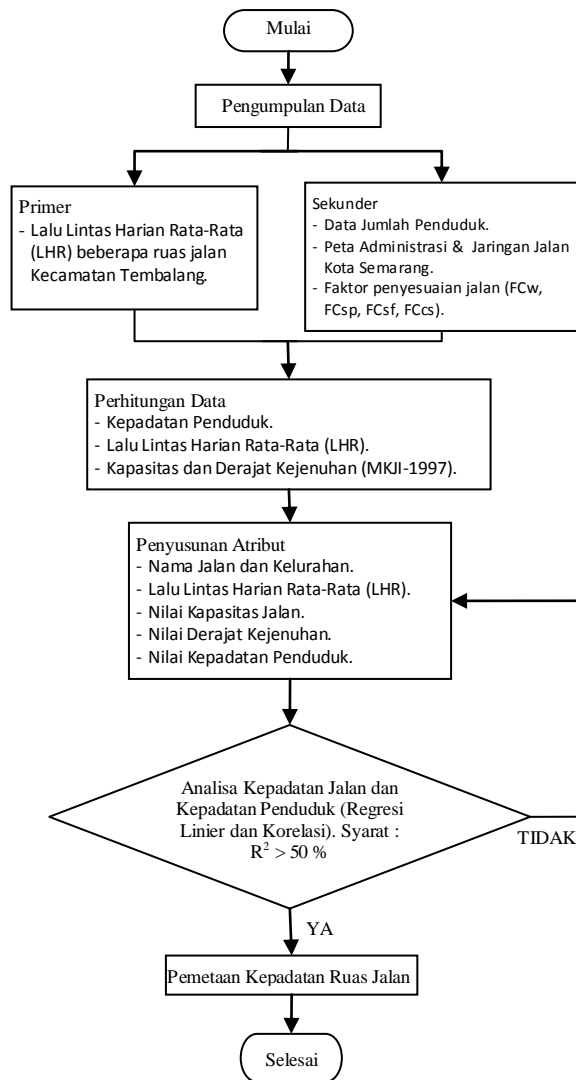 Mulai
Pengumpulan Data
Primer
- Lalu Lintas Harian Rata-Rata
(LHR) beberapa ruas jalan
Kecamatan Tembalang.
Sekunder
- Data Jumlah Penduduk.
- Peta Administrasi & Jaringan Jalan
Kota Semarang.
- Faktor penyesuaian jalan (FCw,
FCsp, FCsf, FCcs).
Perhitungan Data
- Kepadatan Penduduk.
- Lalu Lintas Harian Rata-Rata (LHR).
- Kapasitas dan Derajat Kejenuhan (MKJI-1997).
Penyusunan Atribut
- Nama Jalan dan Kelurahan.
- Lalu Lintas Harian Rata-Rata (LHR).
- Nilai Kapasitas Jalan.
- Nilai Derajat Kejenuhan.
- Nilai Kepadatan Penduduk.
Analisa Kepadatan Jalan dan
Kepadatan Penduduk (Regresi
Linier dan Korelasi). Syarat :
R² > 50 %
TIDAK
YA
Pemetaan Kepadatan Ruas Jalan
Selesai